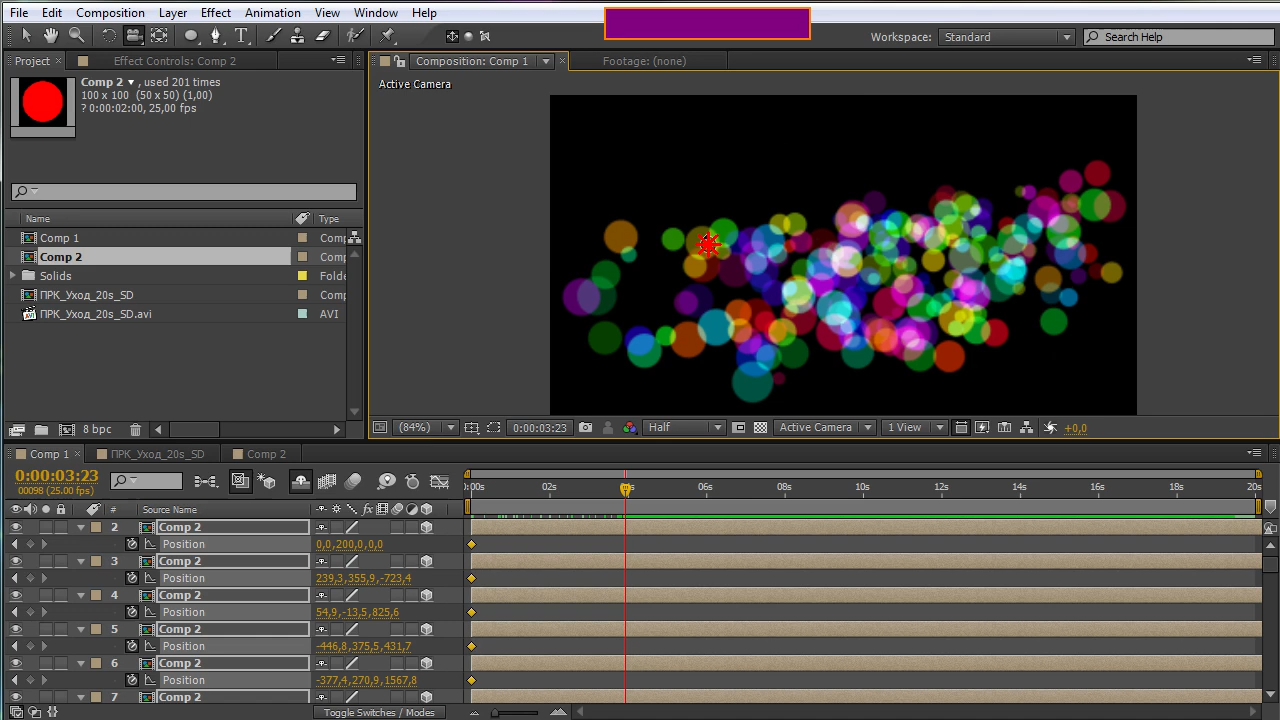 File Edit Composition Layer Effect Animation View Window Help
Workspace: Standard Search Help
Project Effect Controls: Comp 2 Composition: Comp 1 Footage: (none)
Comp 2 , used 201 times
100 x 100 (50 x 50) (1,00)
? 0:00:02:00, 25,00 fps
Active Camera
Name Type
Comp 1 Comp
Comp 2 Comp
Solids Folde
ПРК_Уход_20s_SD Comp
ПРК_Уход_20s_SD.avi AVI
8 bpc (84%) 0:00:03:23 Half Active Camera 1 View +0,0
Comp 1 ПРК_Уход_20s_SD Comp 2
0:00:03:23
00098 (25.00 fps)
):00s 02s 06s 08s 10s 12s 14s 16s 18s 20s
# Source Name fx
2 Comp 2
Position 0,0,200,0,0,0
3 Comp 2
Position 239,3,355,9,-723,4
4 Comp 2
Position 54,9,-13,5,825,6
5 Comp 2
Position -446,8,375,5,431,7
6 Comp 2
Position -377,4,270,9,1567,8
7 Comp 2
Toggle Switches / Modes